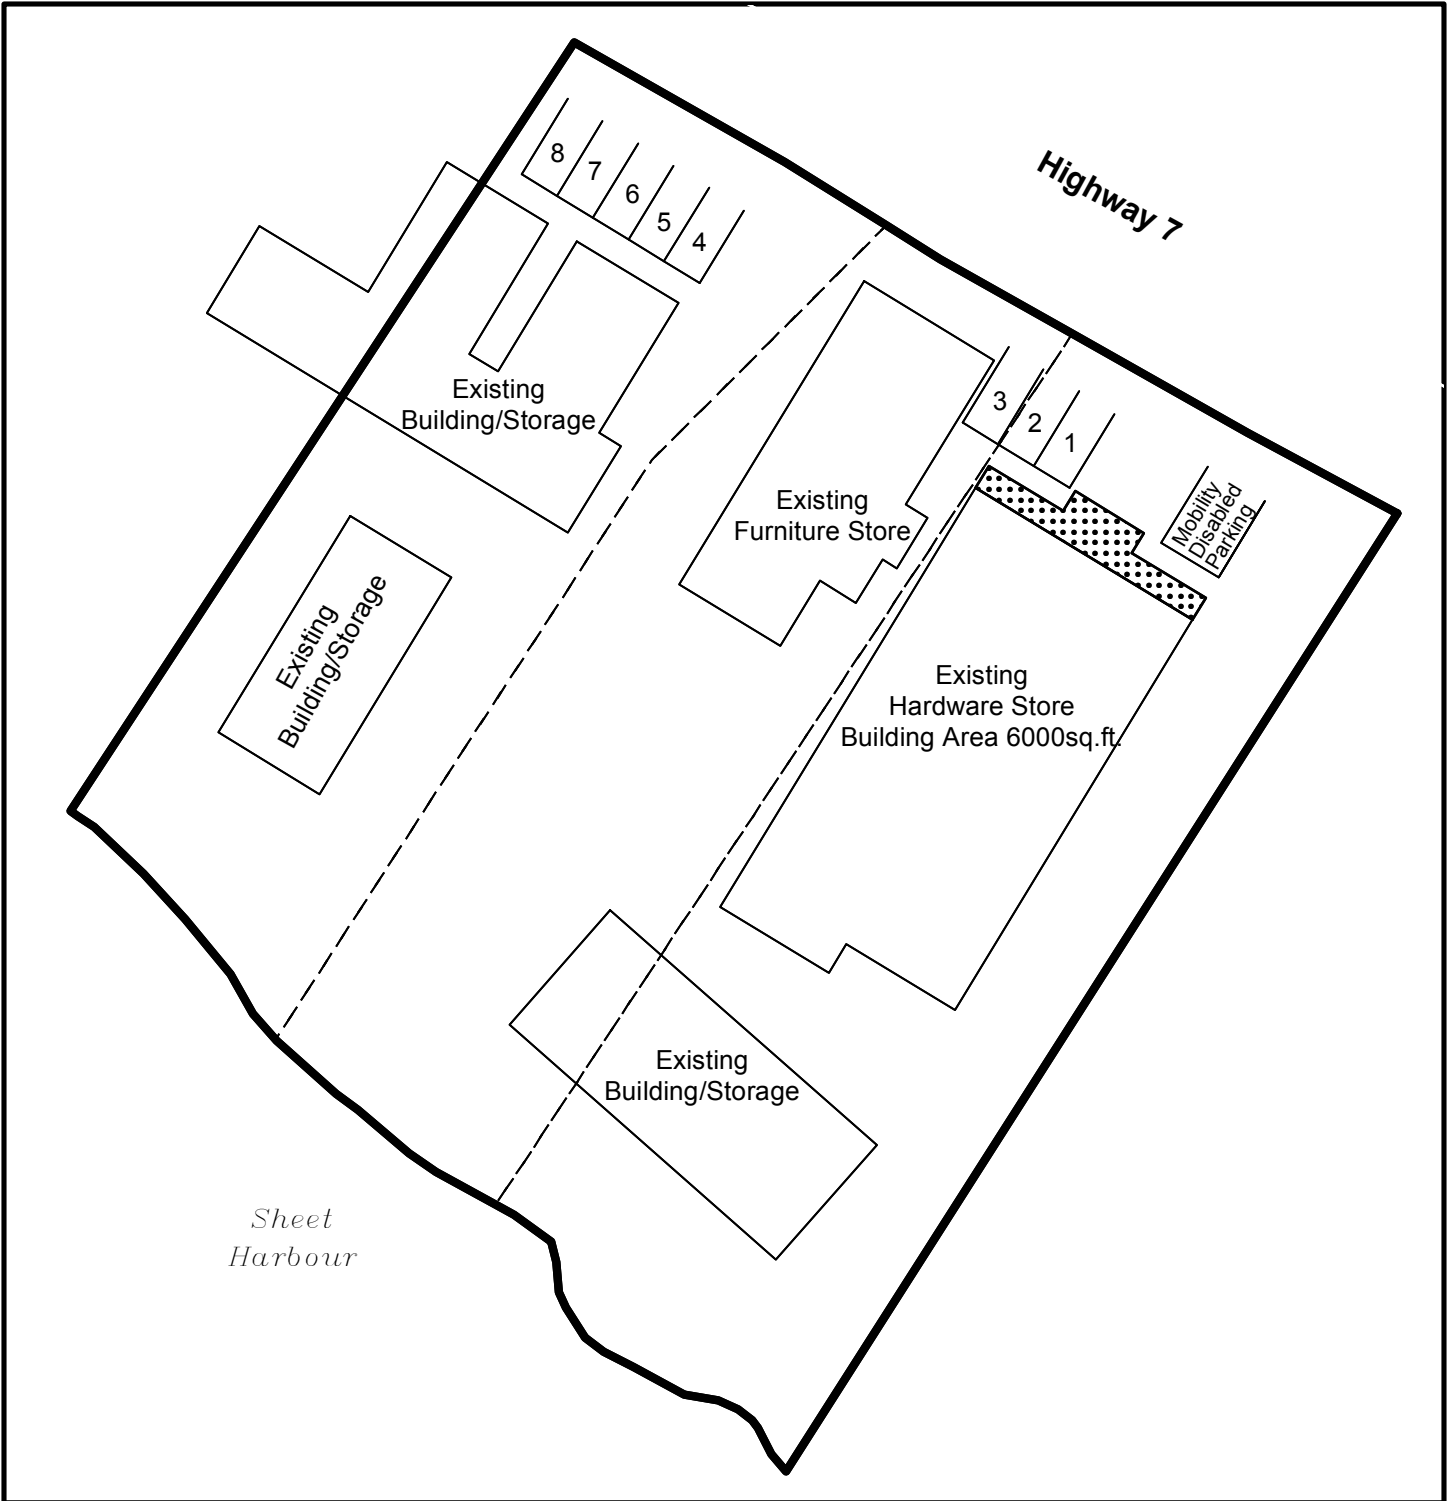 Highway 7
8
7
6
5
4
3
2
1
Existing
Building/Storage
Existing
Furniture Store
Mobility
Disabled
Parking
Existing
Building/Storage
Existing
Hardware Store
Building Area 6000sq.ft.
Existing
Building/Storage
Sheet
Harbour